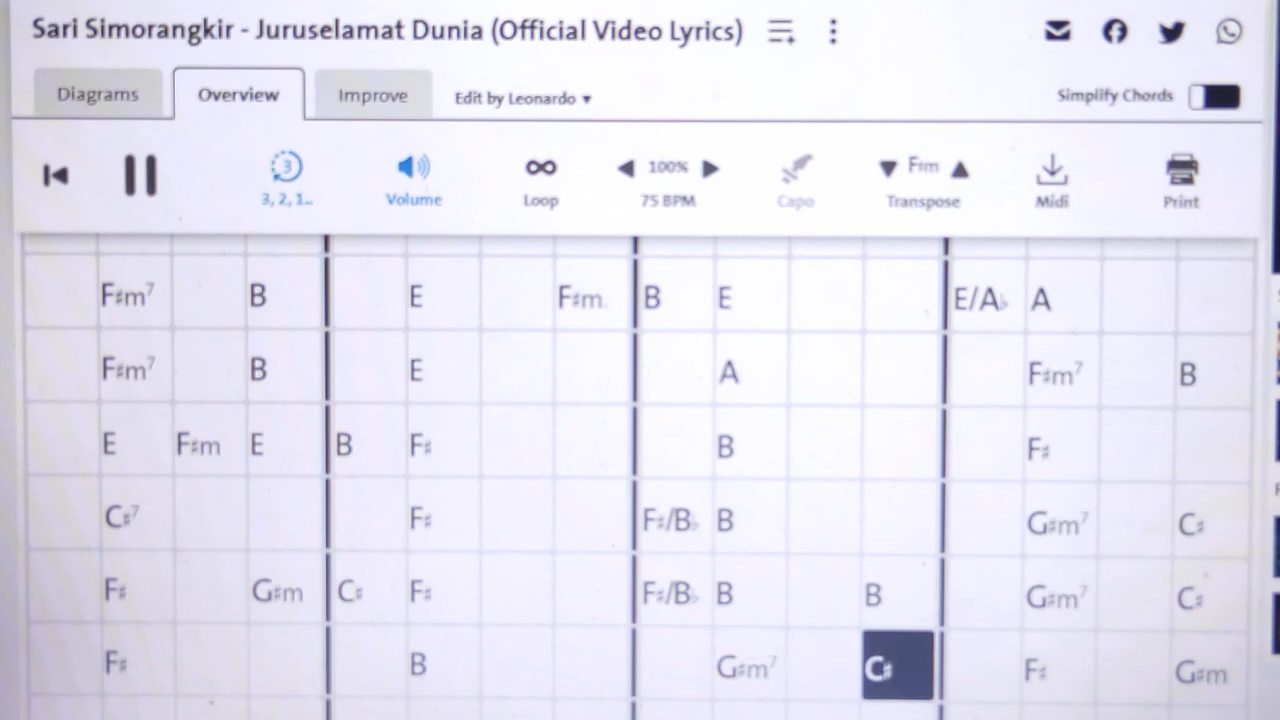 Sari Simorangkir - Juruselamat Dunia (Official Video Lyrics)
Diagrams Overview Improve Edit by Leonardo ▾ Simplify Chords
3 100% F♯m
3, 2, 1... Volume Loop 75 BPM Capo Transpose Midi Print
F♯m7 B E F♯m B E E/A♭ A
F♯m7 B E A F♯m7 B
E F♯m E B F♯ B F♯
C♯7 F♯ F♯/B♭ B G♯m7 C♯
F♯ G♯m C♯ F♯ F♯/B♭ B B G♯m7 C♯
F♯ B G♯m7 C♯ F♯ G♯m